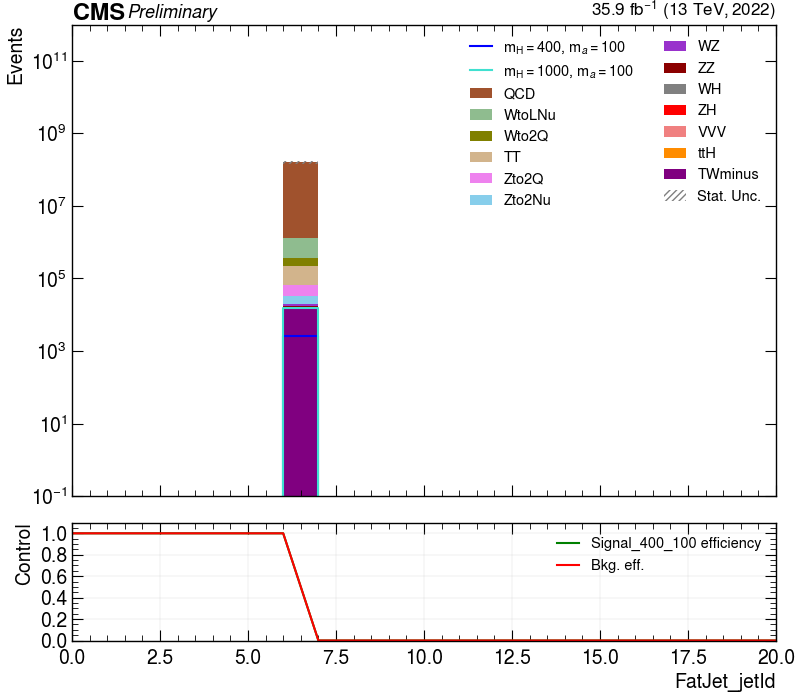 CMS Preliminary
35.9 fb⁻¹ (13 TeV, 2022)
Events
10¹¹
10⁹
10⁷
10⁵
10³
10¹
10⁻¹
m_H = 400, m_a = 100
m_H = 1000, m_a = 100
QCD
WtoLNu
Wto2Q
TT
Zto2Q
Zto2Nu
WZ
ZZ
WH
ZH
VVV
ttH
TWminus
Stat. Unc.
Control
1.0
0.8
0.6
0.4
0.2
0.0
Signal_400_100 efficiency
Bkg. eff.
0.0 2.5 5.0 7.5 10.0 12.5 15.0 17.5 20.0
FatJet_jetId